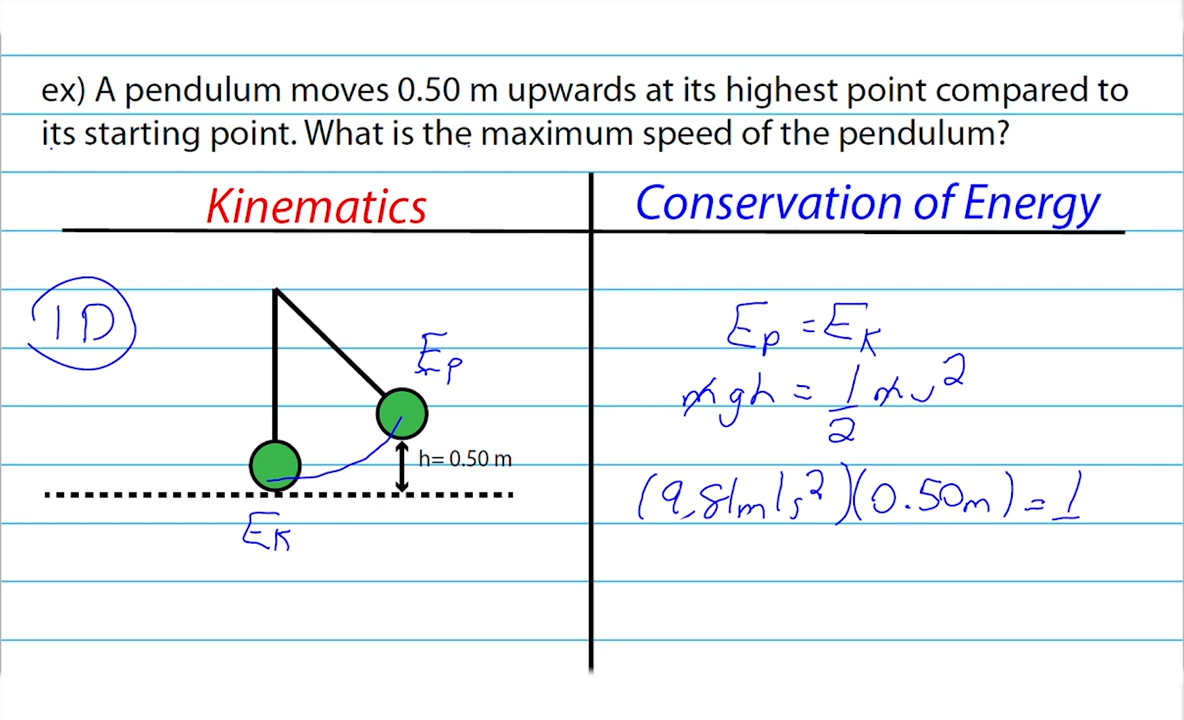 ex) A pendulum moves 0.50 m upwards at its highest point compared to
its starting point. What is the maximum speed of the pendulum?
Kinematics
Conservation of Energy
1D
Ep
h= 0.50 m
EK
Ep = EK
mgh = 1/2 mv²
(9.81m/s²)(0.50m) = 1